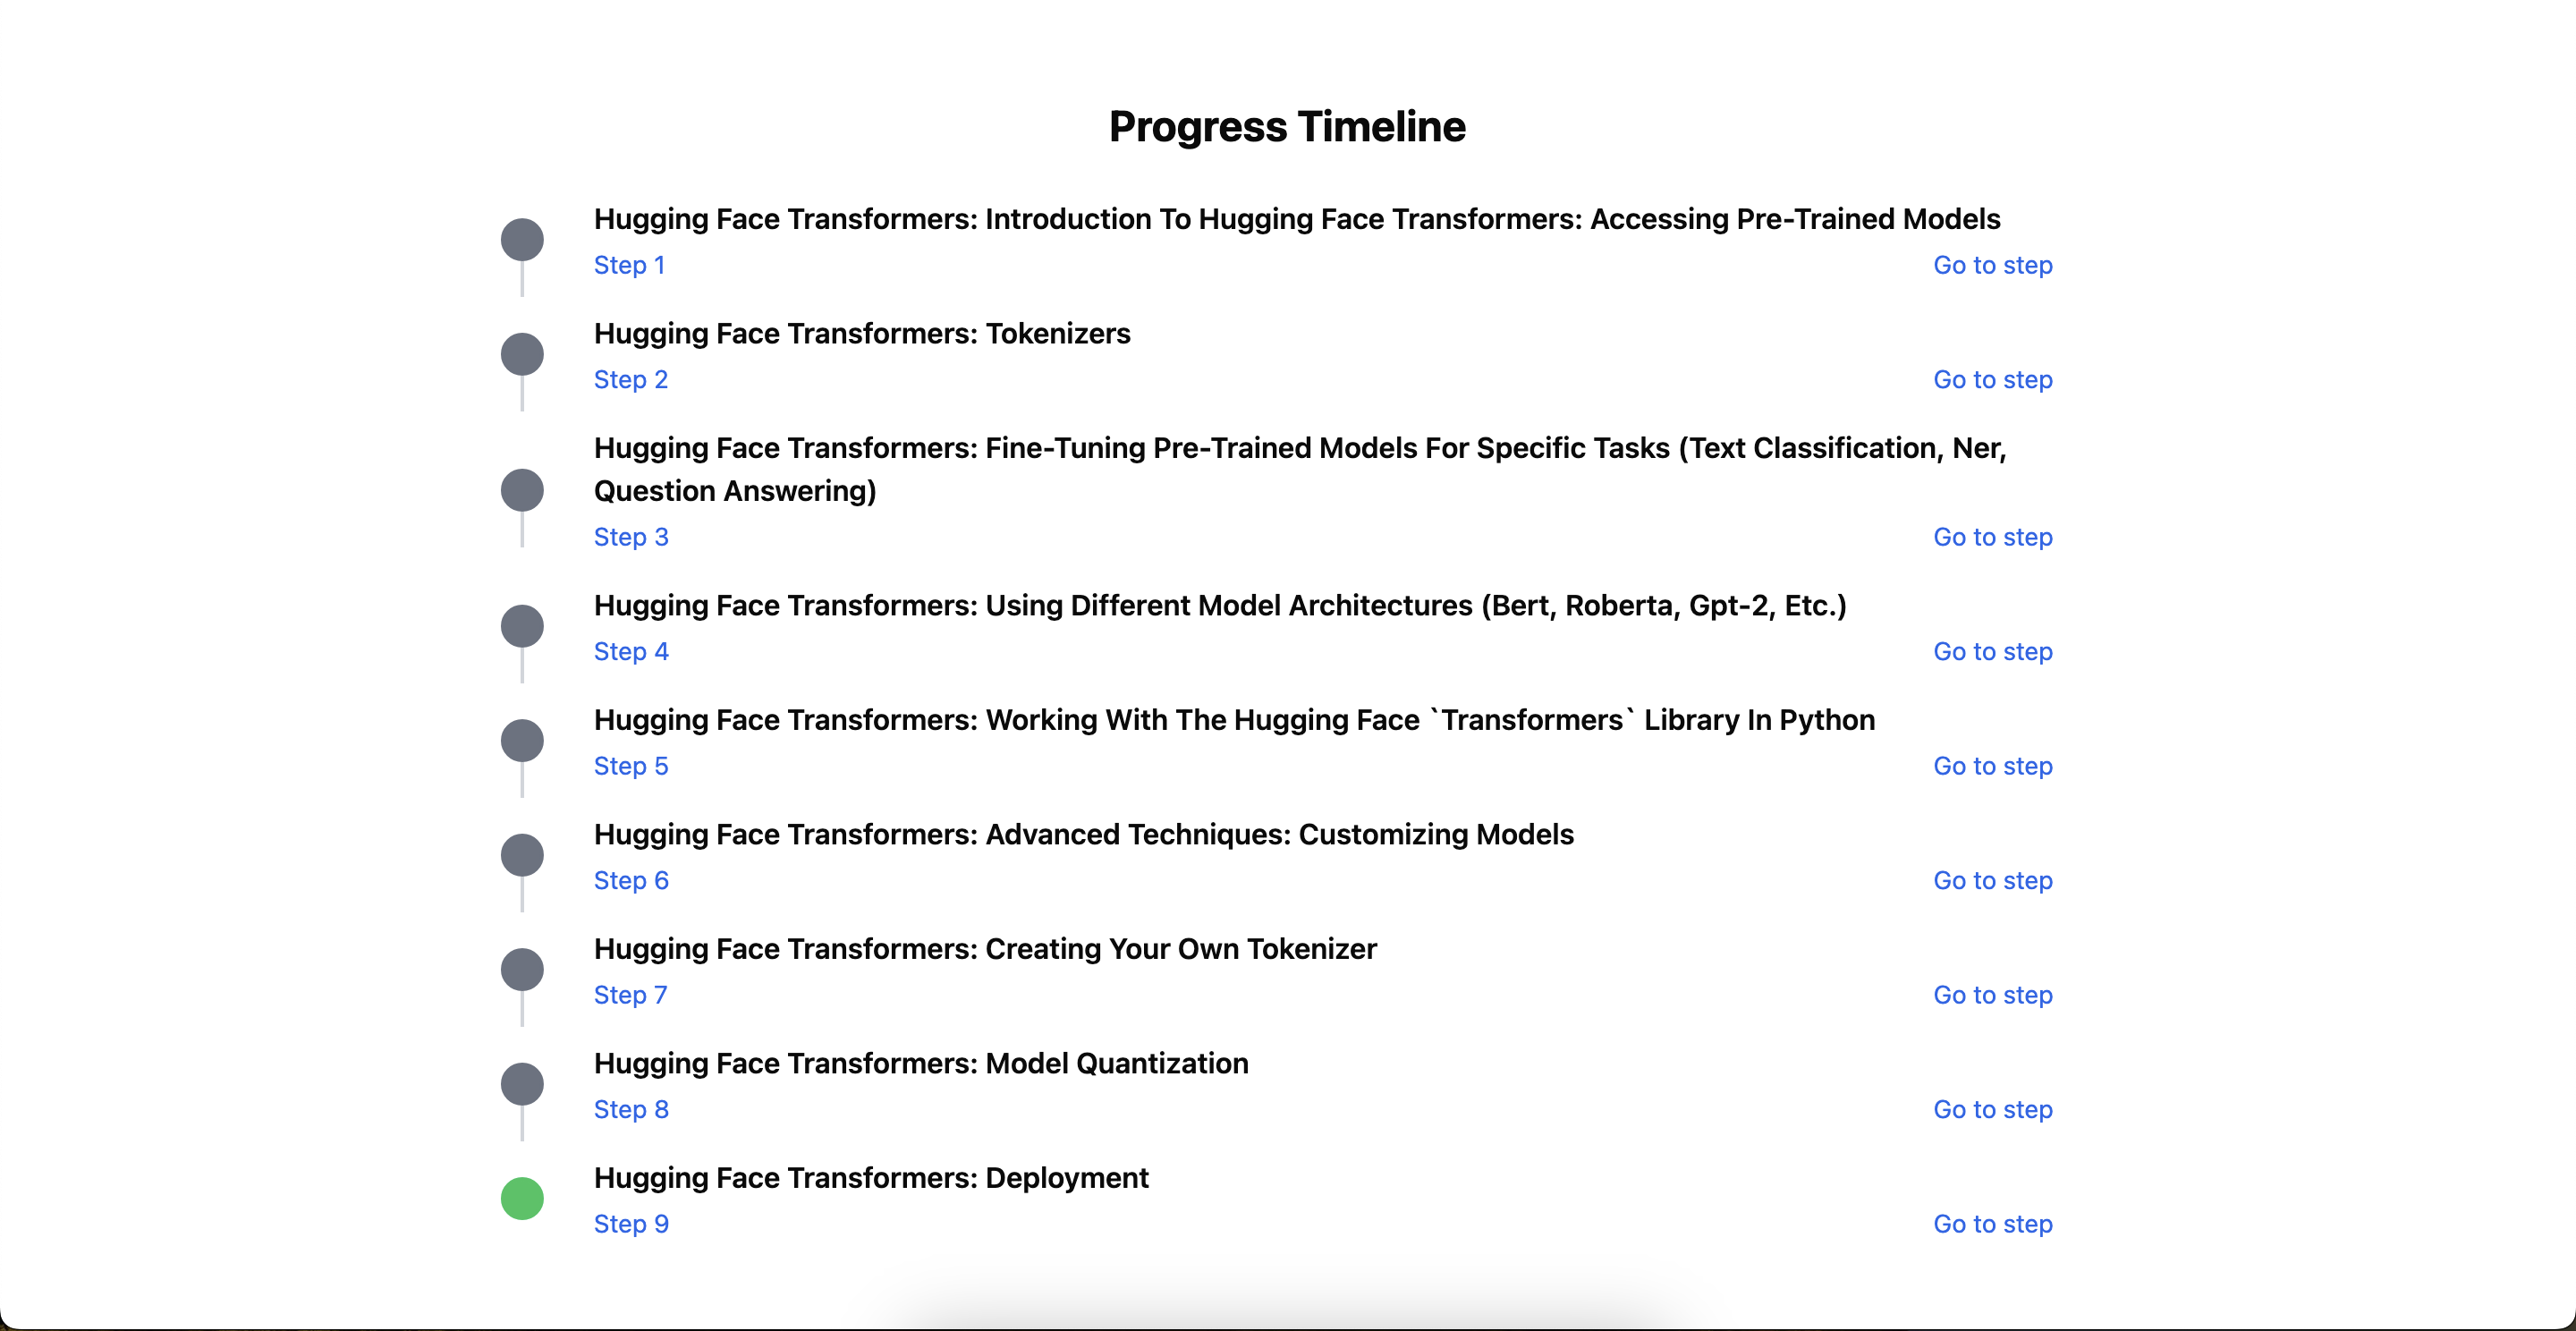 Progress Timeline
Hugging Face Transformers: Introduction To Hugging Face Transformers: Accessing Pre-Trained Models
Step 1 Go to step
Hugging Face Transformers: Tokenizers
Step 2 Go to step
Hugging Face Transformers: Fine-Tuning Pre-Trained Models For Specific Tasks (Text Classification, Ner,
Question Answering)
Step 3 Go to step
Hugging Face Transformers: Using Different Model Architectures (Bert, Roberta, Gpt-2, Etc.)
Step 4 Go to step
Hugging Face Transformers: Working With The Hugging Face `Transformers` Library In Python
Step 5 Go to step
Hugging Face Transformers: Advanced Techniques: Customizing Models
Step 6 Go to step
Hugging Face Transformers: Creating Your Own Tokenizer
Step 7 Go to step
Hugging Face Transformers: Model Quantization
Step 8 Go to step
Hugging Face Transformers: Deployment
Step 9 Go to step